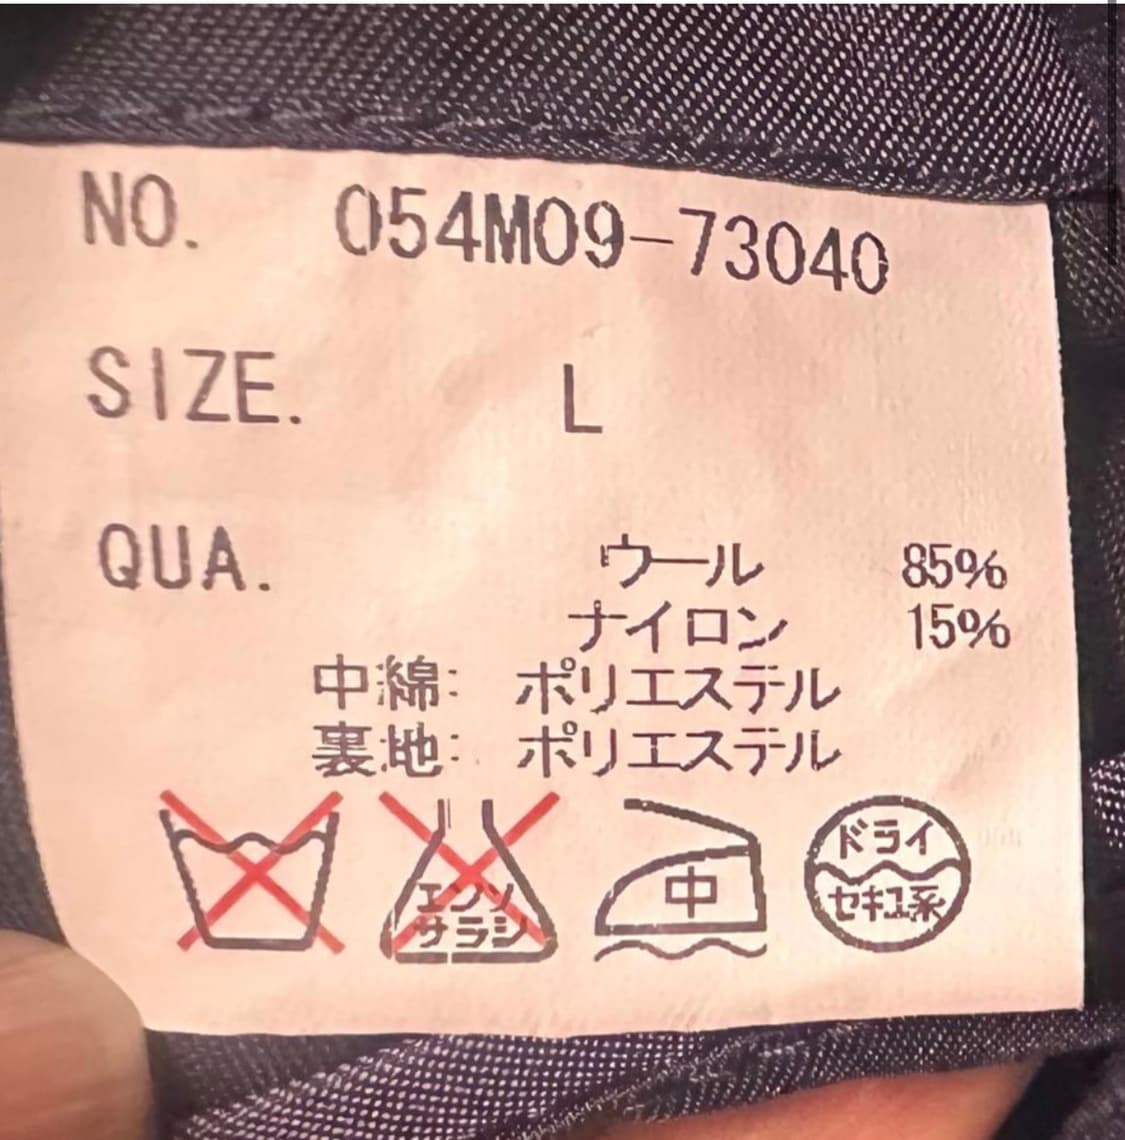 NO. 054M09-73040
SIZE. L
QUA. ウール 85%
ナイロン 15%
中綿: ポリエステル
裏地: ポリエステル
エンソ
サラシ
中
ドライ
セキユ系